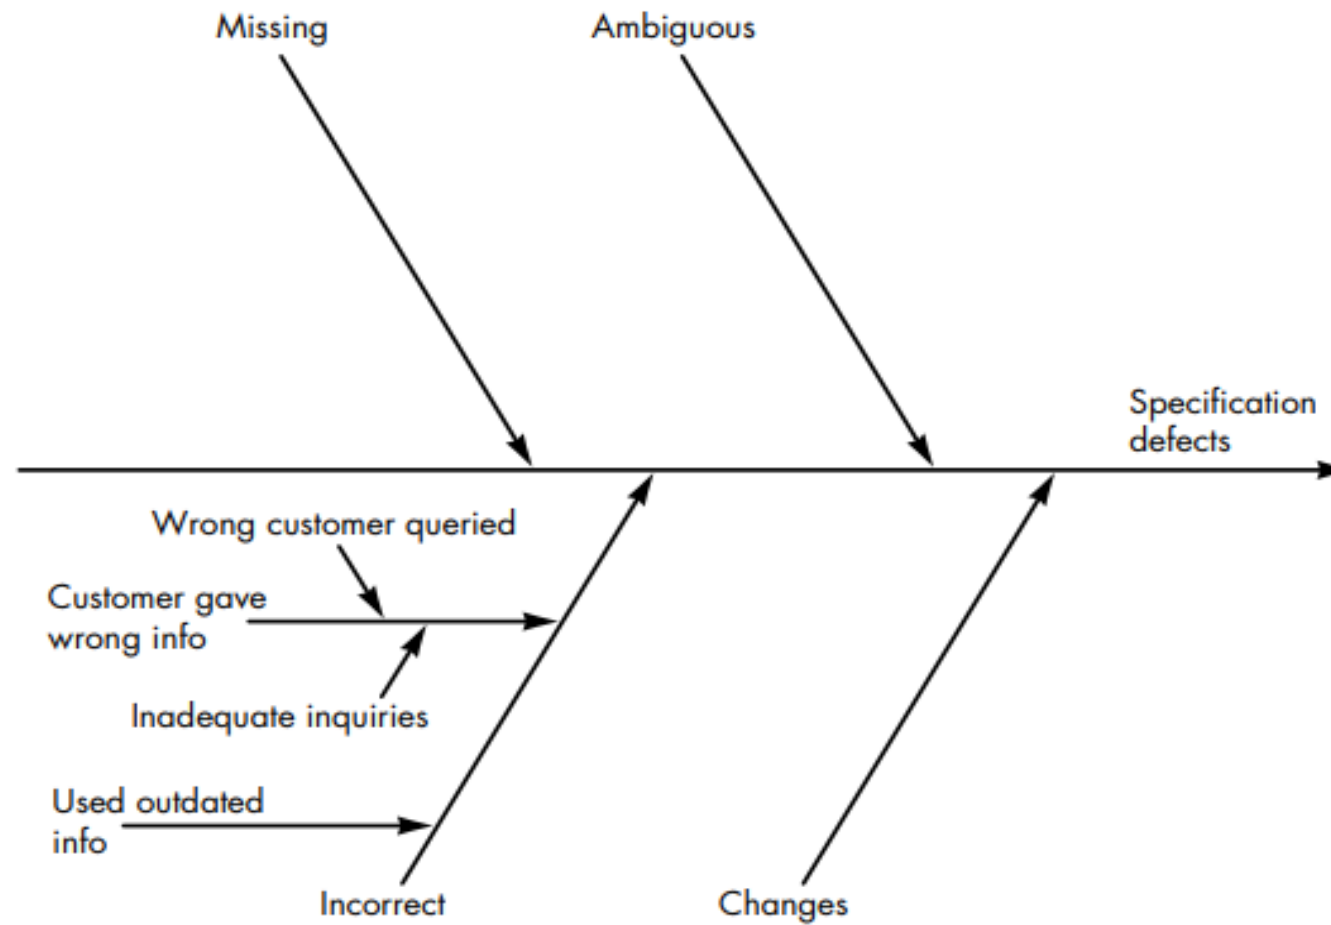 Missing
Ambiguous
Specification
defects
Wrong customer queried
Customer gave
wrong info
Inadequate inquiries
Used outdated
info
Incorrect
Changes